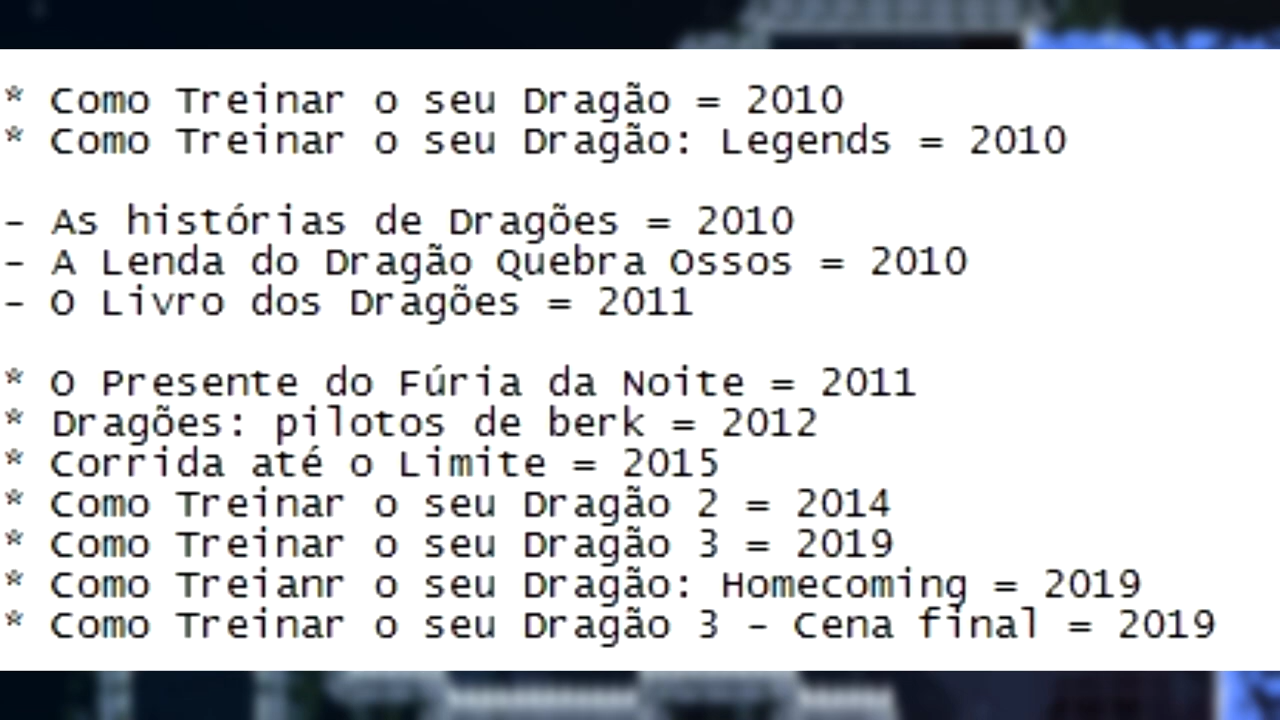 * Como Treinar o seu Dragão = 2010
* Como Treinar o seu Dragão: Legends = 2010
- As histórias de Dragões = 2010
- A Lenda do Dragão Quebra Ossos = 2010
- O Livro dos Dragões = 2011
* O Presente do Fúria da Noite = 2011
* Dragões: pilotos de berk = 2012
* Corrida até o Limite = 2015
* Como Treinar o seu Dragão 2 = 2014
* Como Treinar o seu Dragão 3 = 2019
* Como Treianr o seu Dragão: Homecoming = 2019
* Como Treinar o seu Dragão 3 - Cena final = 2019